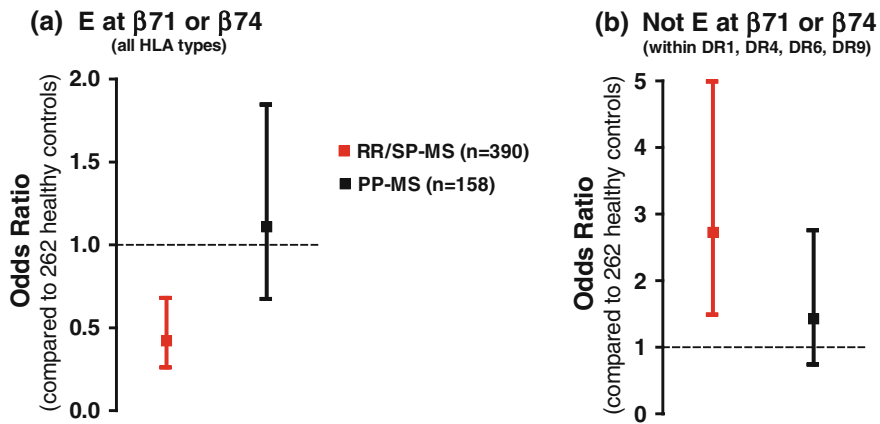 (a) E at β71 or β74
(all HLA types)
Odds Ratio
(compared to 262 healthy controls)
2.0
1.5
1.0
0.5
0.0
RR/SP-MS (n=390)
PP-MS (n=158)
(b) Not E at β71 or β74
(within DR1, DR4, DR6, DR9)
Odds Ratio
(compared to 262 healthy controls)
5
4
3
2
1
0